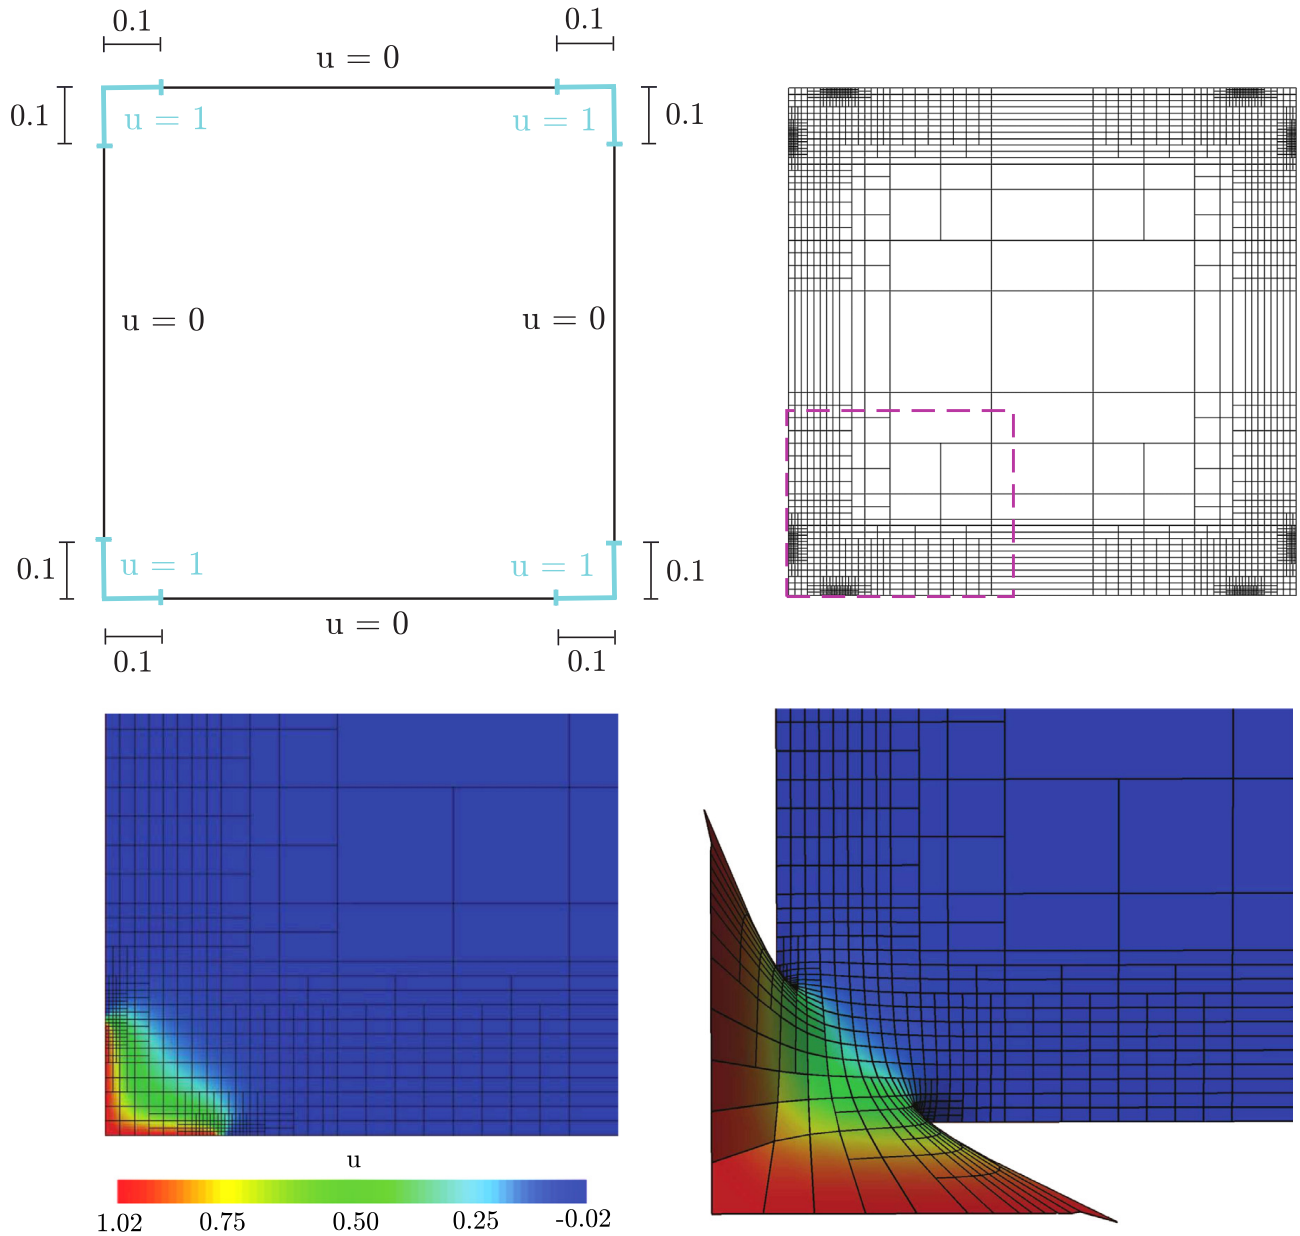 0.1
0.1
u = 0
0.1
u = 1
u = 1
0.1
u = 0
u = 0
0.1
u = 1
u = 1
0.1
u = 0
0.1
0.1
u
1.02
0.75
0.50
0.25
-0.02